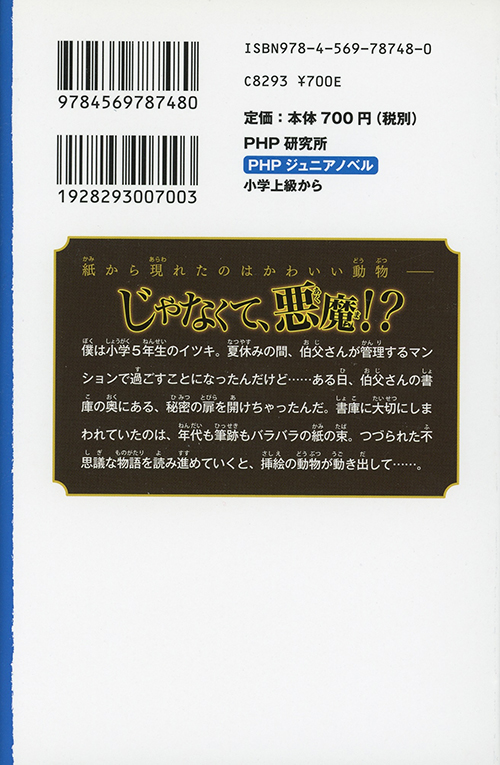 ISBN978-4-569-78748-0
C8293 ¥700E
9784569787480
1928293007003
定価：本体700円（税別）
PHP 研究所
PHP ジュニアノベル
小学上級から
紙から現れたのはかわいい動物──
じゃなくて、悪魔!?
僕は小学5年生のイツキ。夏休みの間、伯父さんが管理するマン
ションで過ごすことになったんだけど……ある日、伯父さんの書
庫の奥にある、秘密の扉を開けちゃったんだ。書庫に大切にしま
われていたのは、年代も筆跡もバラバラの紙の束。つづられた不
思議な物語を読み進めていくと、挿絵の動物が動き出して……。